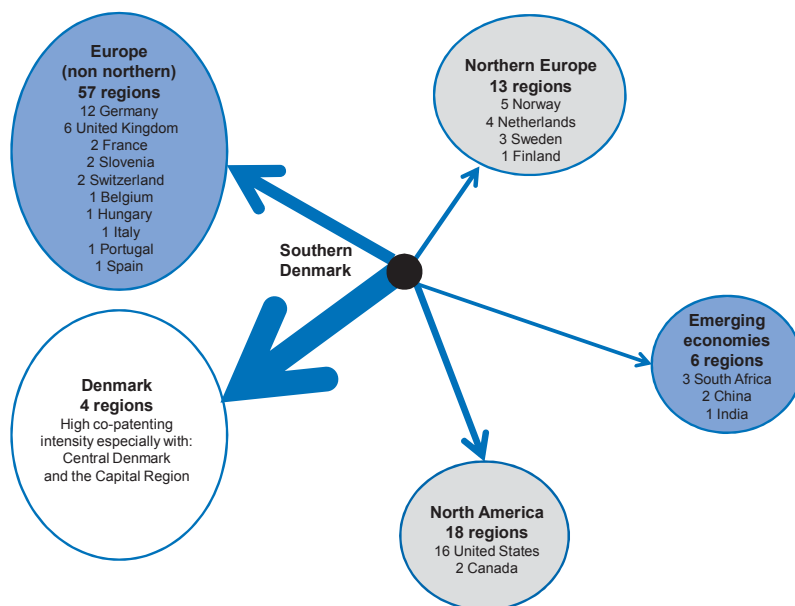 Europe
(non northern)
57 regions
12 Germany
6 United Kingdom
2 France
2 Slovenia
2 Switzerland
1 Belgium
1 Hungary
1 Italy
1 Portugal
1 Spain
Northern Europe
13 regions
5 Norway
4 Netherlands
3 Sweden
1 Finland
Southern
Denmark
Emerging
economies
6 regions
3 South Africa
2 China
1 India
Denmark
4 regions
High co-patenting
intensity especially with:
Central Denmark
and the Capital Region
North America
18 regions
16 United States
2 Canada